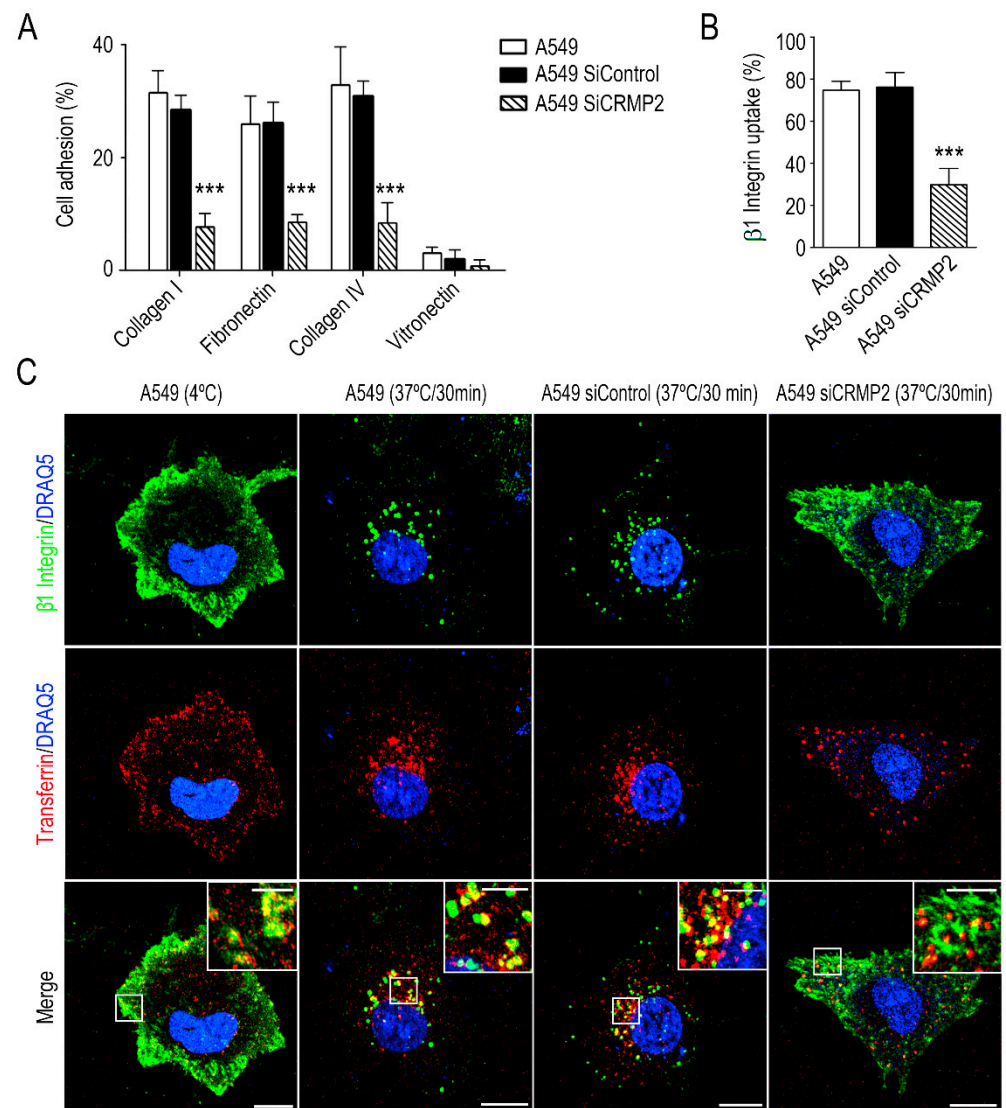 A
Cell adhesion (%)
40
20
0
A549
A549 SiControl
A549 SiCRMP2
***
***
***
Collagen I
Fibronectin
Collagen IV
Vitronectin
B
β1 Integrin uptake (%)
100
80
60
40
20
0
***
A549
A549 siControl
A549 siCRMP2
C
A549 (4ºC)
A549 (37ºC/30min)
A549 siControl (37ºC/30 min)
A549 siCRMP2 (37ºC/30min)
β1 Integrin/DRAQ5
Transferrin/DRAQ5
Merge